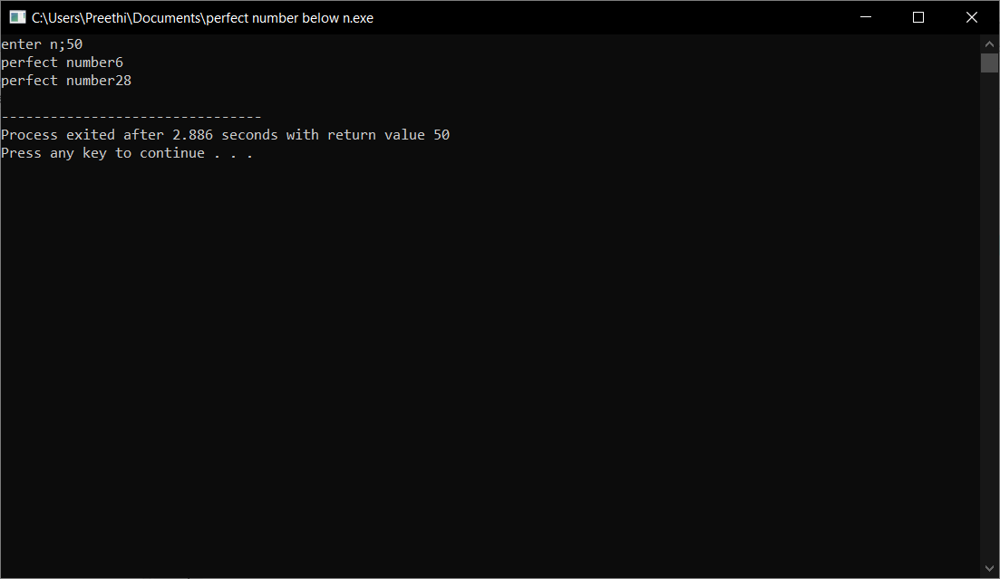 C:\Users\Preethi\Documents\perfect number below n.exe
enter n;50
perfect number6
perfect number28
--------------------------------
Process exited after 2.886 seconds with return value 50
Press any key to continue . . .